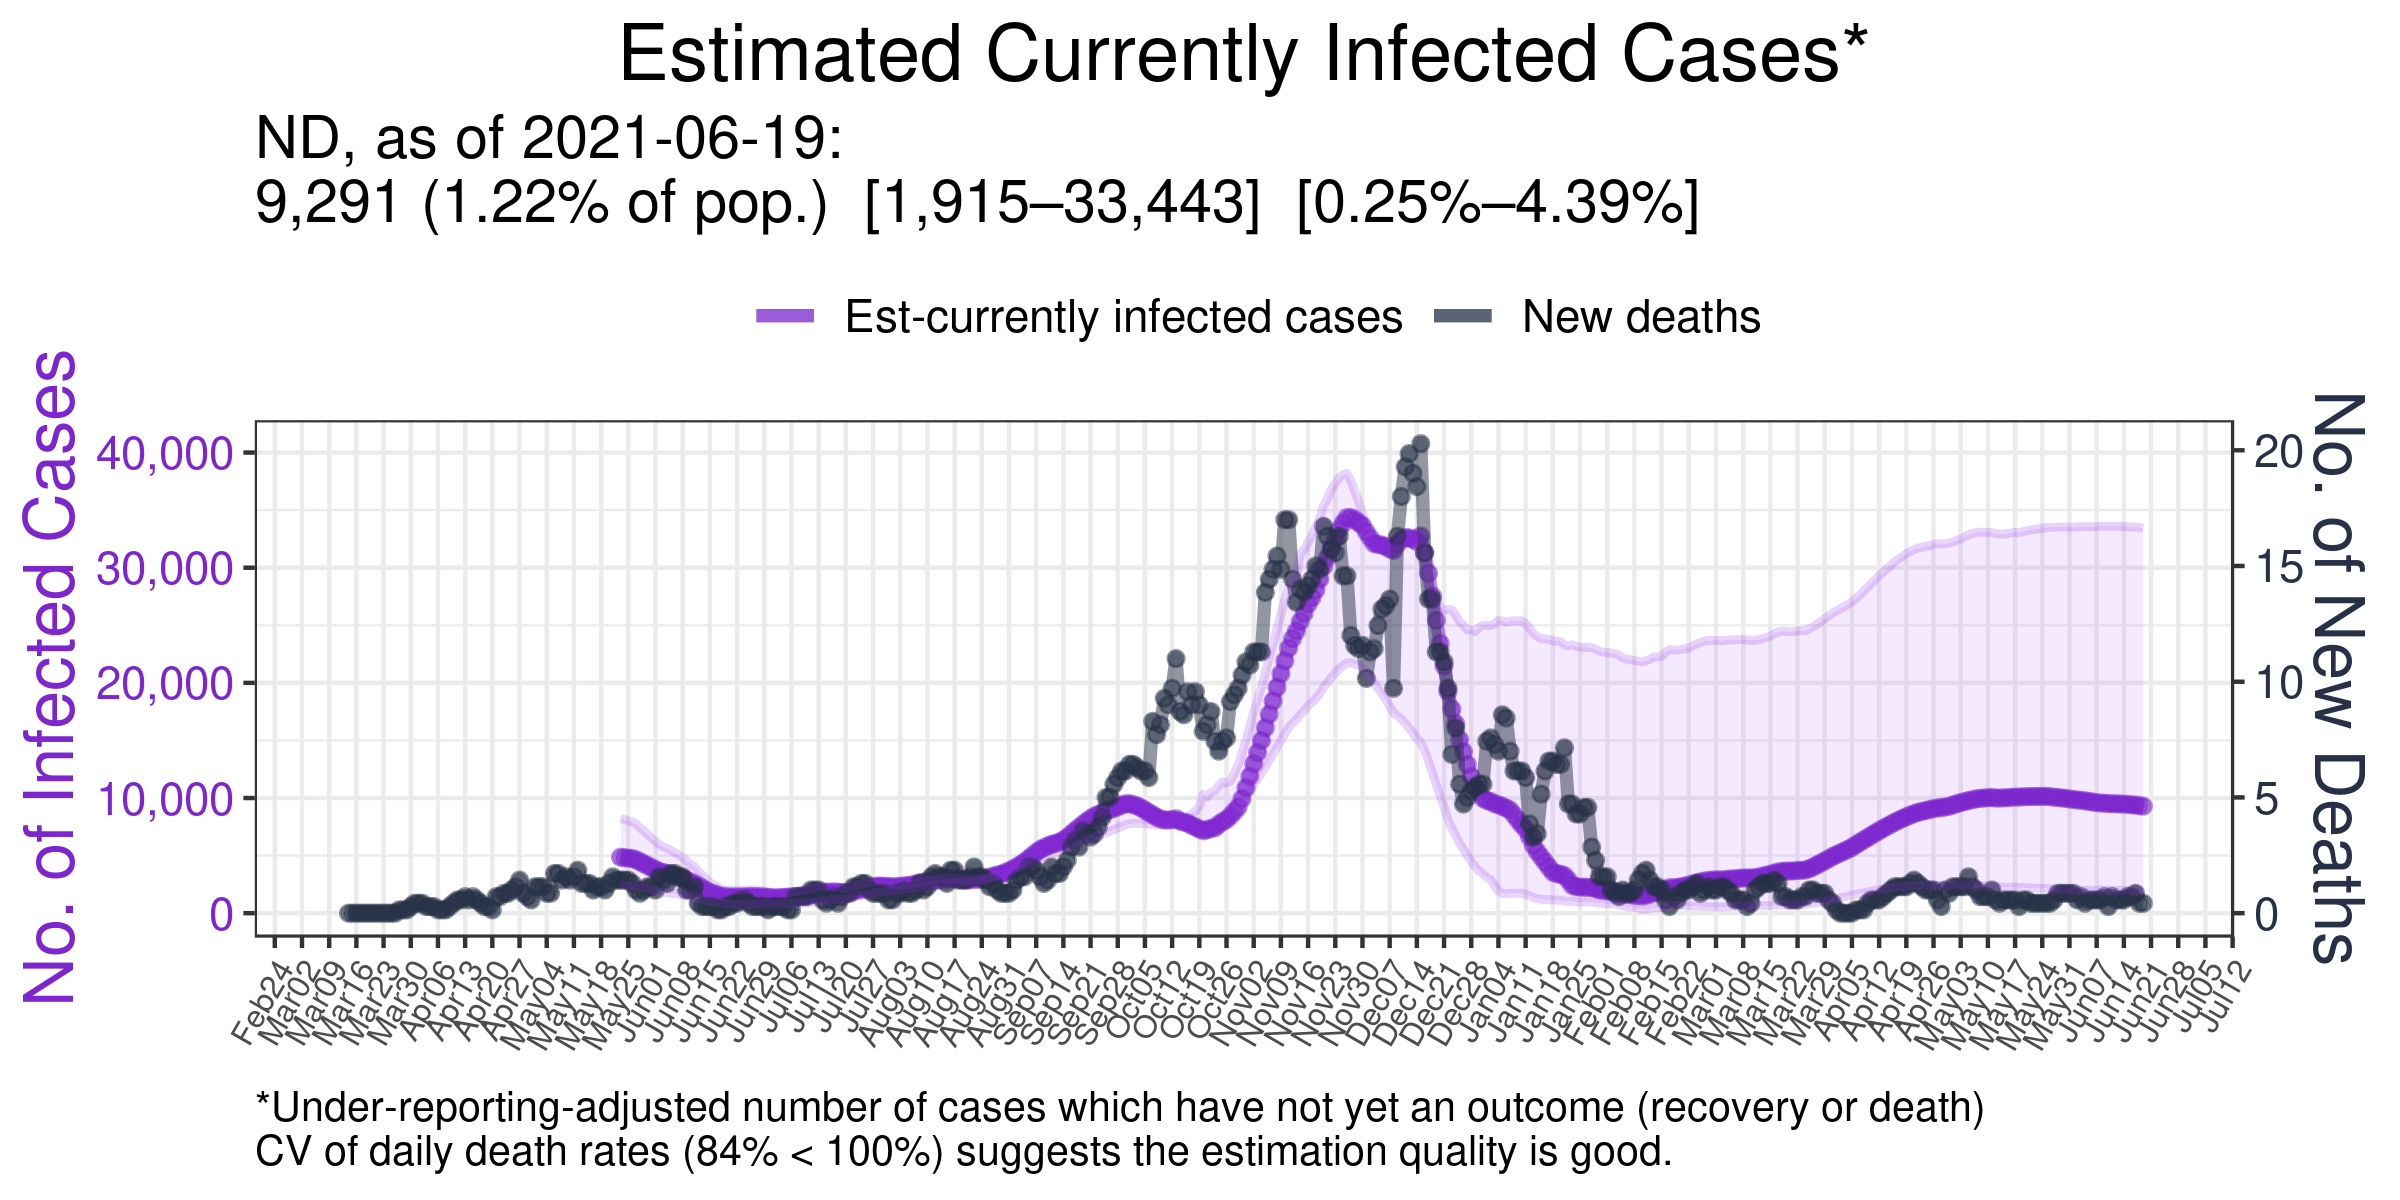 Estimated Currently Infected Cases*
ND, as of 2021-06-19:
9,291 (1.22% of pop.) [1,915–33,443] [0.25%–4.39%]
Est-currently infected cases New deaths
No. of Infected Cases
40,000
30,000
20,000
10,000
0
20
15
10
5
0
No. of New Deaths
Feb24 Mar02 Mar09 Mar16 Mar23 Mar30 Apr06 Apr13 Apr20 Apr27 May04 May11 May18 May25 Jun01 Jun08 Jun15 Jun22 Jun29 Jul06 Jul13 Jul20 Jul27 Aug03 Aug10 Aug17 Aug24 Aug31 Sep07 Sep14 Sep21 Sep28 Oct05 Oct12 Oct19 Oct26 Nov02 Nov09 Nov16 Nov23 Nov30 Dec07 Dec14 Dec21 Dec28 Jan04 Jan11 Jan18 Jan25 Feb01 Feb08 Feb15 Feb22 Mar01 Mar08 Mar15 Mar22 Mar29 Apr05 Apr12 Apr19 Apr26 May03 May10 May17 May24 May31 Jun07 Jun14 Jun21 Jun28 Jul05 Jul12
*Under-reporting-adjusted number of cases which have not yet an outcome (recovery or death)
CV of daily death rates (84% < 100%) suggests the estimation quality is good.